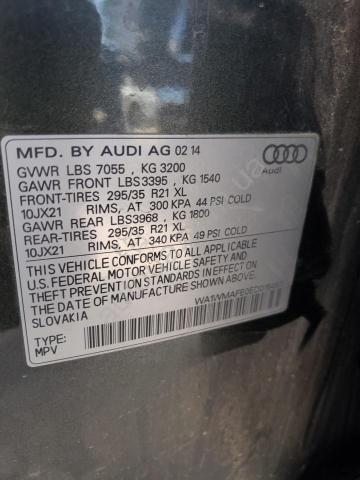 MFD. BY AUDI AG 02 14
GVWR LBS 7055 , KG 3200
GAWR FRONT LBS3395 , KG 1540
FRONT-TIRES 295/35 R21 XL
10JX21 RIMS, AT 300 KPA 44 PSI COLD
GAWR REAR LBS3968 , KG 1800
REAR-TIRES 295/35 R21 XL
10JX21 RIMS, AT 340 KPA 49 PSI COLD
THIS VEHICLE CONFORMS TO ALL APPLICABLE
U.S. FEDERAL MOTOR VEHICLE SAFETY AND
THEFT PREVENTION STANDARDS IN EFFECT ON
THE DATE OF MANUFACTURE SHOWN ABOVE.
SLOVAKIA
TYPE:
MPV
Audi